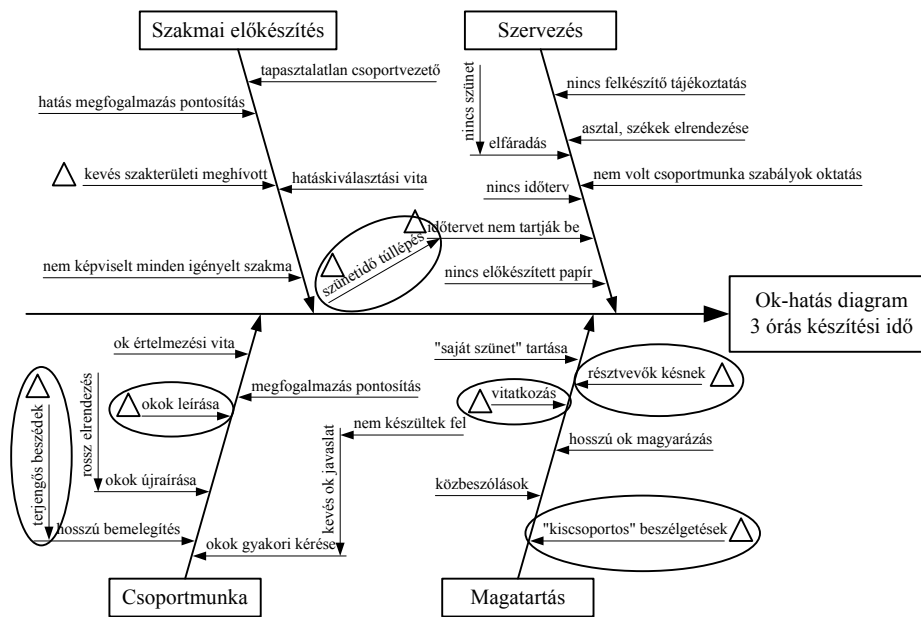 Szakmai előkészítés
Szervezés
tapasztalatlan csoportvezető
hatás megfogalmazás pontosítás
kevés szakterületi meghívott
hatáskiválasztási vita
nem képviselt minden igényelt szakma
nincs szünet
nincs felkészítő tájékoztatás
asztal, székek elrendezése
elfáradás
nem volt csoportmunka szabályok oktatás
nincs időterv
időtervet nem tartják be
szünetidő túllépés
nincs előkészített papír
Ok-hatás diagram
3 órás készítési idő
ok értelmezési vita
megfogalmazás pontosítás
okok leírása
rossz elrendezés
okok újraírása
terjengős beszédek
hosszú bemelegítés
nem készültek fel
kevés ok javaslat
okok gyakori kérése
"saját szünet" tartása
résztvevők késnek
vitatkozás
hosszú ok magyarázás
közbeszólások
"kiscsoportos" beszélgetések
Csoportmunka
Magatartás